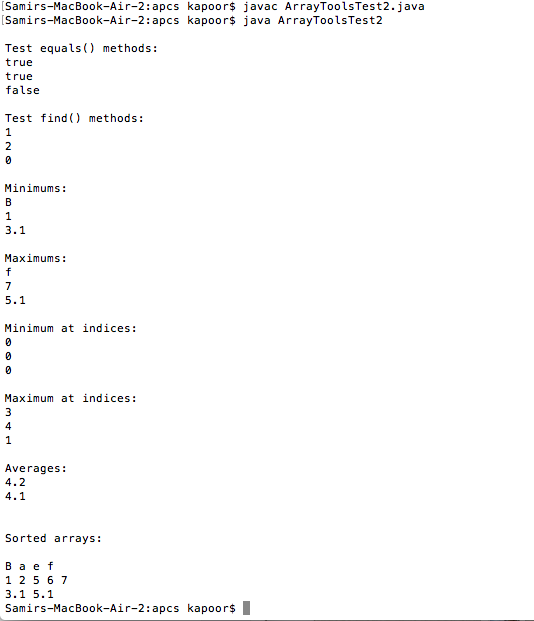 [Samirs-MacBook-Air-2:apcs kapoor$ javac ArrayToolsTest2.java
[Samirs-MacBook-Air-2:apcs kapoor$ java ArrayToolsTest2
Test equals() methods:
true
true
false
Test find() methods:
1
2
0
Minimums:
B
1
3.1
Maximums:
f
7
5.1
Minimum at indices:
0
0
0
Maximum at indices:
3
4
1
Averages:
4.2
4.1
Sorted arrays:
B a e f
1 2 5 6 7
3.1 5.1
Samirs-MacBook-Air-2:apcs kapoor$